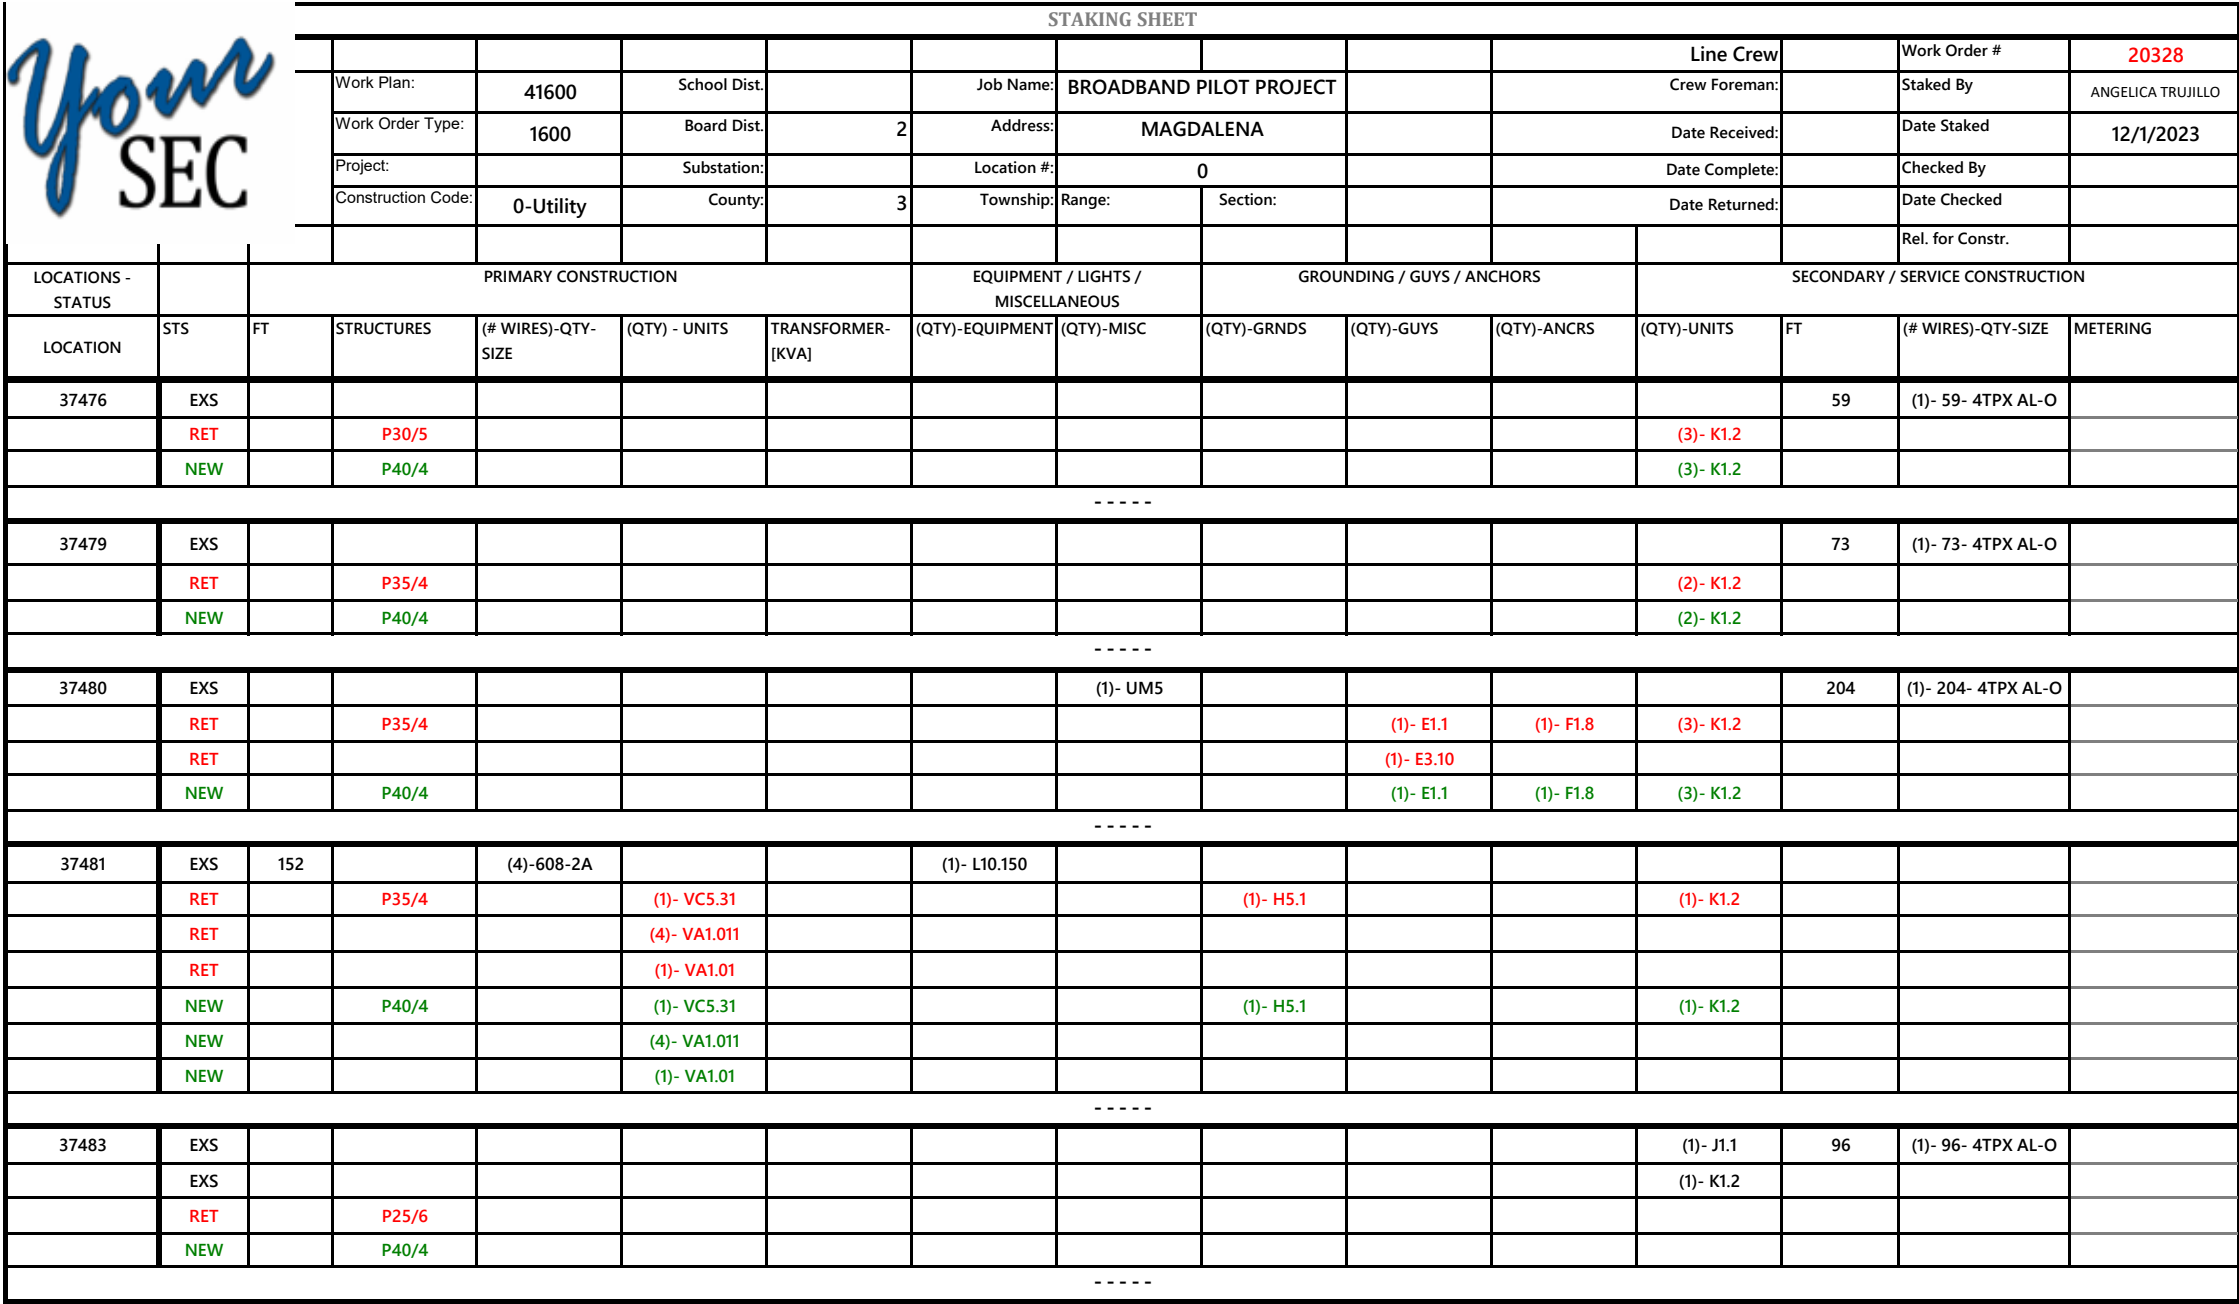 STAKING SHEET
Your
SEC
Line Crew Work Order # 20328
Work Plan: 41600 School Dist. Job Name: BROADBAND PILOT PROJECT Crew Foreman: Staked By ANGELICA TRUJILLO
Work Order Type: 1600 Board Dist. 2 Address: MAGDALENA Date Received: Date Staked 12/1/2023
Project: Substation: Location #: 0 Date Complete: Checked By
Construction Code: 0-Utility County: 3 Township: Range: Section: Date Returned: Date Checked
Rel. for Constr.
LOCATIONS - PRIMARY CONSTRUCTION EQUIPMENT / LIGHTS / GROUNDING / GUYS / ANCHORS SECONDARY / SERVICE CONSTRUCTION
STATUS MISCELLANEOUS
LOCATION STS FT STRUCTURES (# WIRES)-QTY- (QTY) - UNITS TRANSFORMER- (QTY)-EQUIPMENT (QTY)-MISC (QTY)-GRNDS (QTY)-GUYS (QTY)-ANCRS (QTY)-UNITS FT (# WIRES)-QTY-SIZE METERING
SIZE [KVA]
37476 EXS 59 (1)- 59- 4TPX AL-O
RET P30/5 (3)- K1.2
NEW P40/4 (3)- K1.2
- - - - -
37479 EXS 73 (1)- 73- 4TPX AL-O
RET P35/4 (2)- K1.2
NEW P40/4 (2)- K1.2
- - - - -
37480 EXS (1)- UM5 204 (1)- 204- 4TPX AL-O
RET P35/4 (1)- E1.1 (1)- F1.8 (3)- K1.2
RET (1)- E3.10
NEW P40/4 (1)- E1.1 (1)- F1.8 (3)- K1.2
- - - - -
37481 EXS 152 (4)-608-2A (1)- L10.150
RET P35/4 (1)- VC5.31 (1)- H5.1 (1)- K1.2
RET (4)- VA1.011
RET (1)- VA1.01
NEW P40/4 (1)- VC5.31 (1)- H5.1 (1)- K1.2
NEW (4)- VA1.011
NEW (1)- VA1.01
- - - - -
37483 EXS (1)- J1.1 96 (1)- 96- 4TPX AL-O
EXS (1)- K1.2
RET P25/6
NEW P40/4
- - - - -